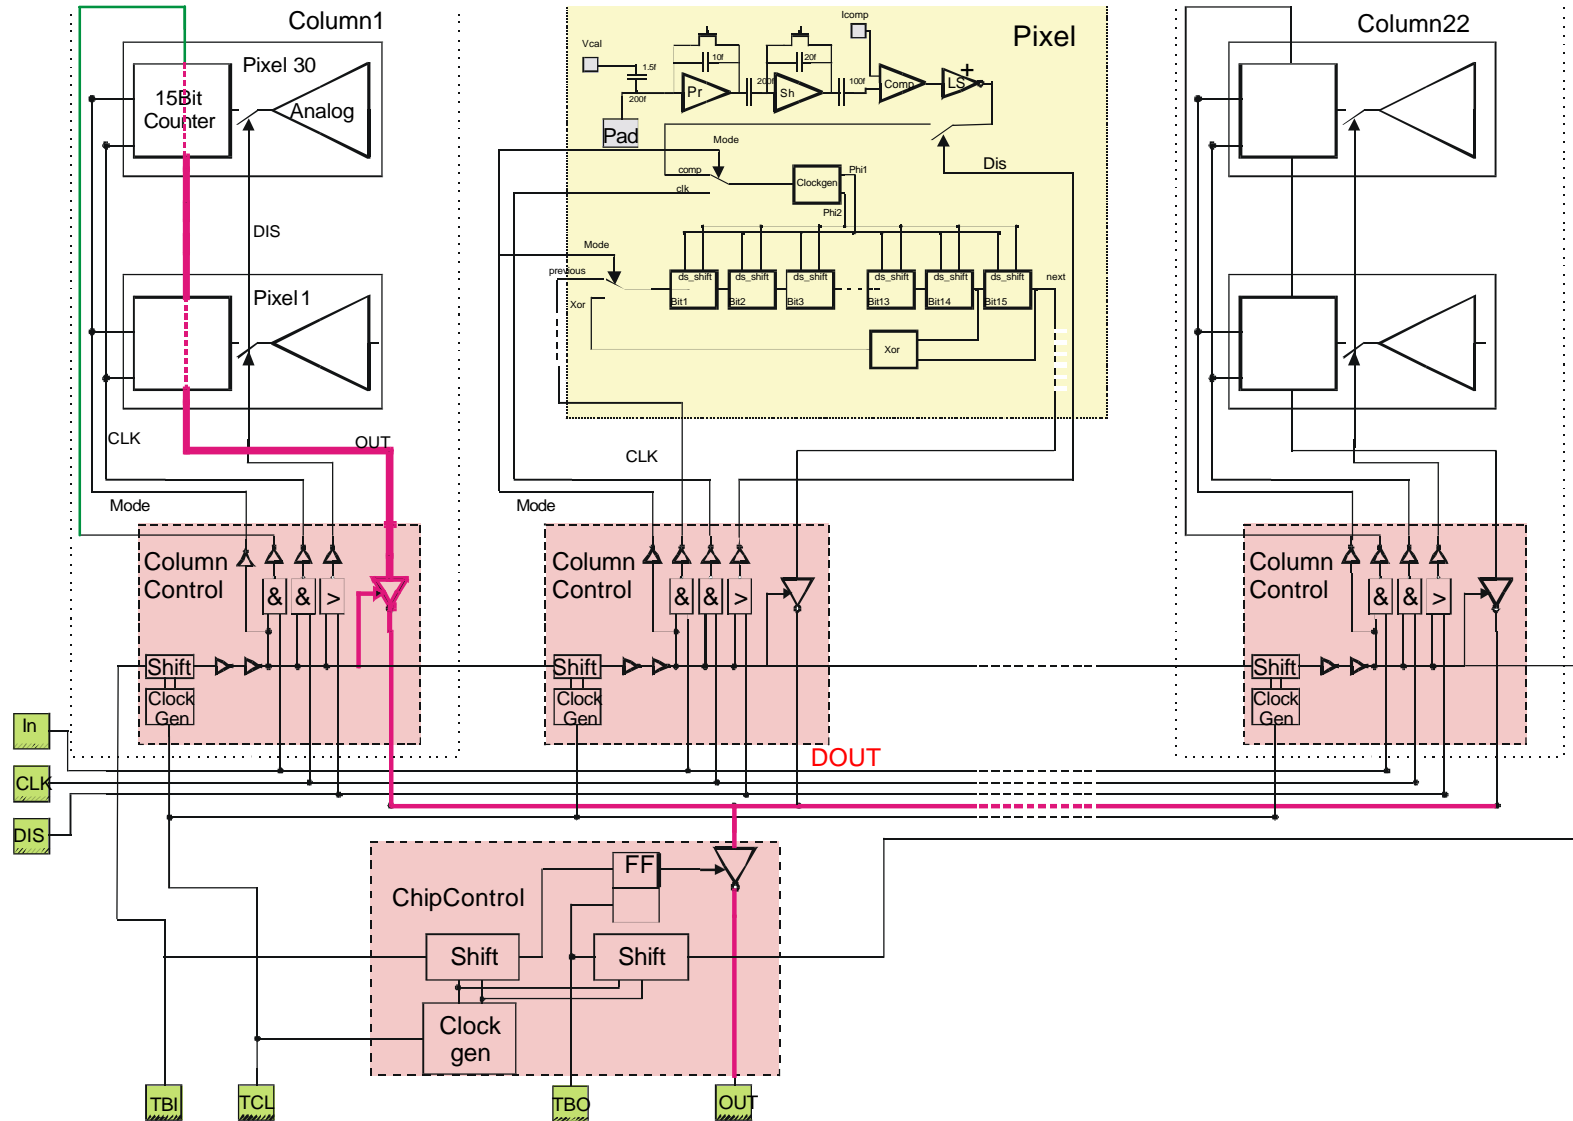 Column1
Pixel
Column22
Icomp
Vcal
1.5f
200f
10f
200f
20f
100f
Pr
Sh
Comp
LS
+
Pad
Pixel 30
15Bit
Counter
Analog
Mode
comp
clk
Clockgen
Phi1
Phi2
Dis
DIS
Mode
previous
Xor
ds_shift
Bit1
ds_shift
Bit2
ds_shift
Bit3
ds_shift
Bit13
ds_shift
Bit14
ds_shift
Bit15
next
Xor
Pixel1
CLK
OUT
Mode
CLK
Mode
Column
Control
& & >
Shift
Clock
Gen
Column
Control
& & >
Shift
Clock
Gen
Column
Control
& & >
Shift
Clock
Gen
In
CLK
DIS
DOUT
FF
ChipControl
Shift
Shift
Clock
gen
TBI
TCL
TBO
OUT